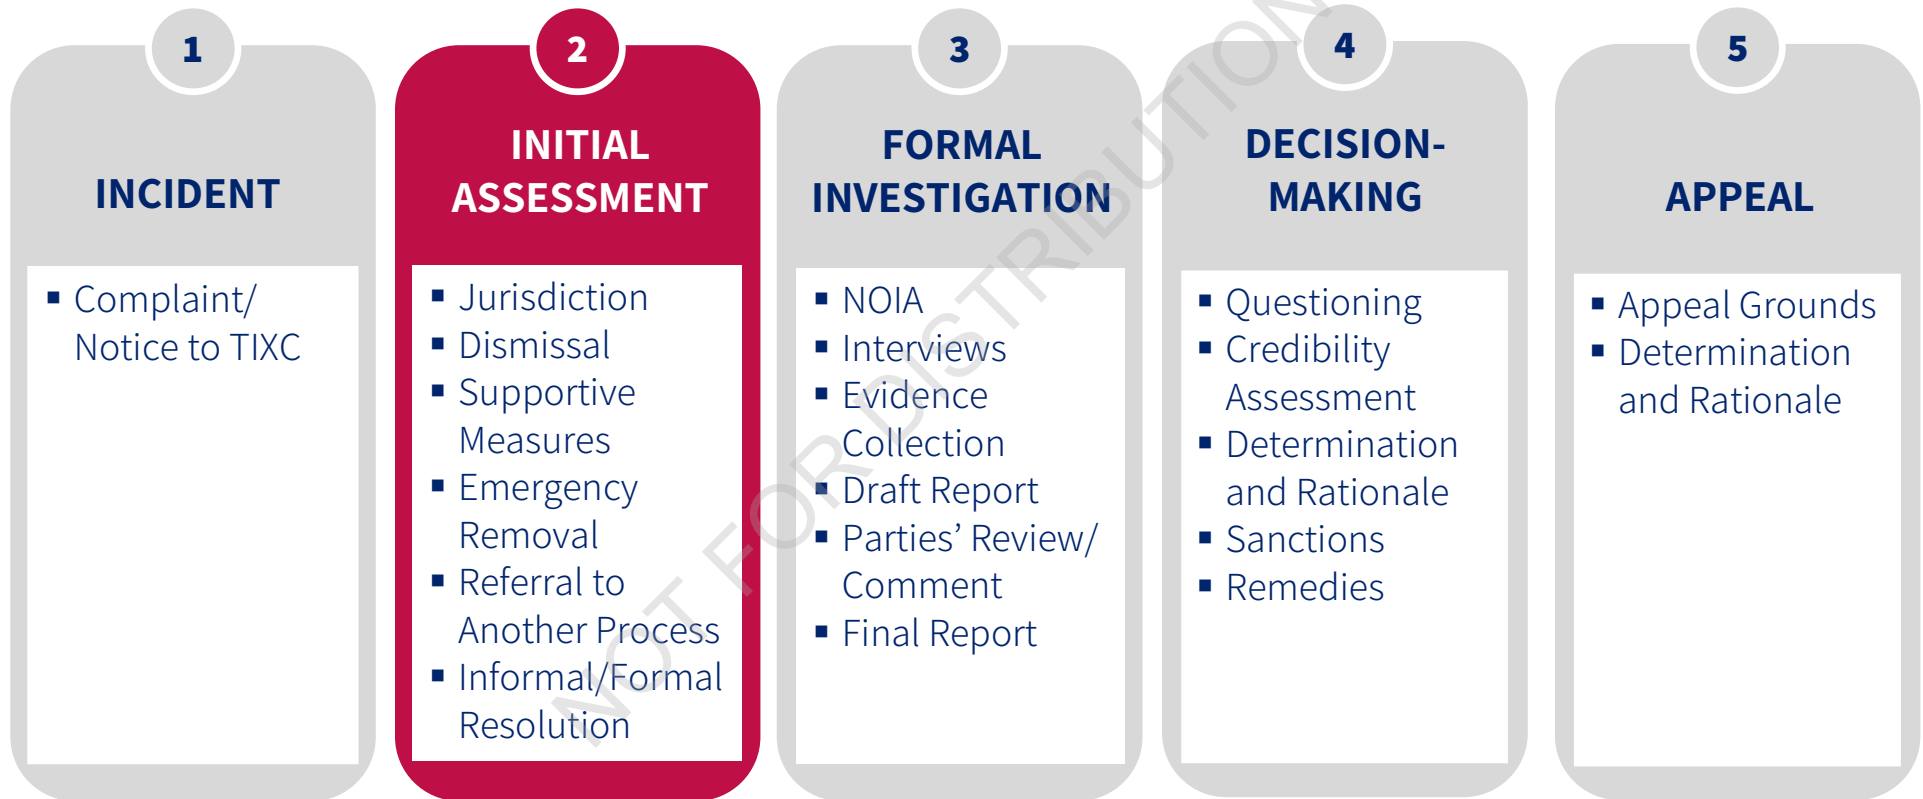 1
INCIDENT
▪ Complaint/
Notice to TIXC
2
INITIAL
ASSESSMENT
▪ Jurisdiction
▪ Dismissal
▪ Supportive
Measures
▪ Emergency
Removal
▪ Referral to
Another Process
▪ Informal/Formal
Resolution
3
FORMAL
INVESTIGATION
▪ NOIA
▪ Interviews
▪ Evidence
Collection
▪ Draft Report
▪ Parties’ Review/
Comment
▪ Final Report
4
DECISION-
MAKING
▪ Questioning
▪ Credibility
Assessment
▪ Determination
and Rationale
▪ Sanctions
▪ Remedies
5
APPEAL
▪ Appeal Grounds
▪ Determination
and Rationale
NOT FOR DISTRIBUTION